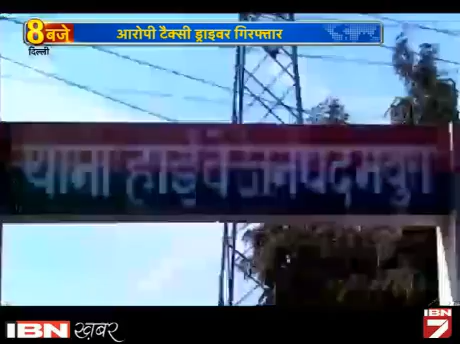 8 बजे
आरोपी टैक्सी ड्राइवर गिरफ्तार
दिल्ली
थाना हाईवे जनपद मथुरा
IBN
7
IBN ख़बर